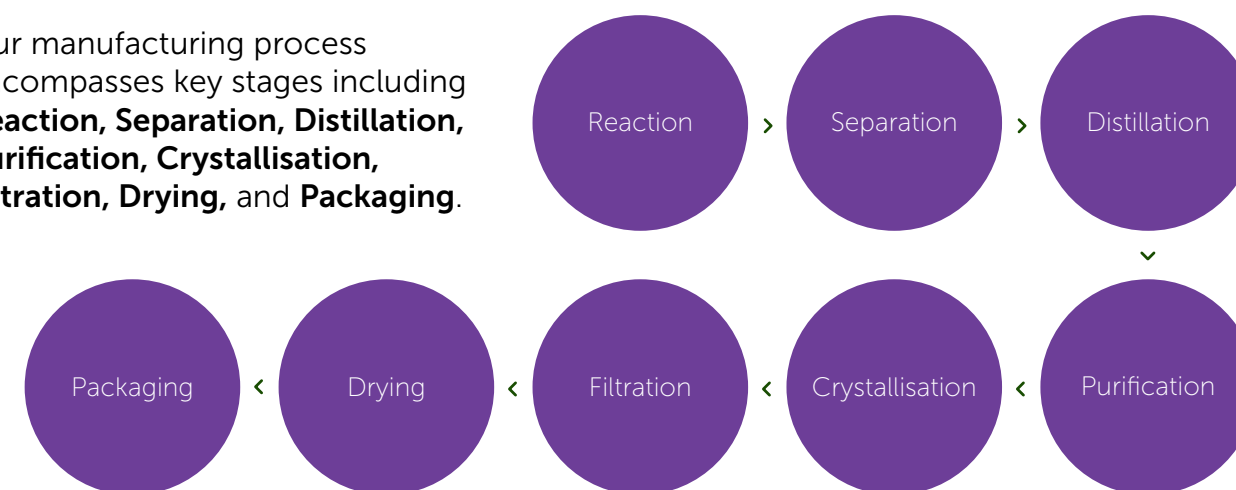 ur manufacturing process
compasses key stages including
eaction, Separation, Distillation,
urification, Crystallisation,
tration, Drying, and Packaging.
Reaction > Separation > Distillation
Packaging < Drying < Filtration < Crystallisation < Purification